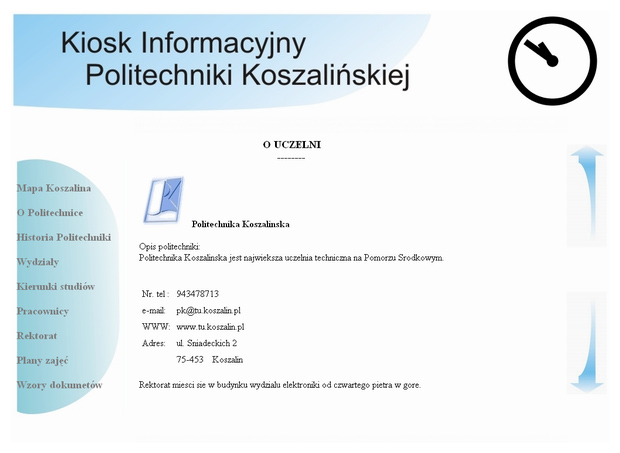 Kiosk Informacyjny
Politechniki Koszalińskiej
O UCZELNI
--------
Mapa Koszalina
O Politechnice
Historia Politechniki
Wydziały
Kierunki studiów
Pracownicy
Rektorat
Plany zajęć
Wzory dokumetów
Politechnika Koszalinska
Opis politechniki:
Politechnika Koszalinska jest najwieksza uczelnia techniczna na Pomorzu Srodkowym.
Nr. tel : 943478713
e-mail: pk@tu.koszalin.pl
WWW: www.tu.koszalin.pl
Adres: ul. Sniadeckich 2
75-453 Koszalin
Rektorat miesci sie w budynku wydzialu elektroniki od czwartego pietra w gore.